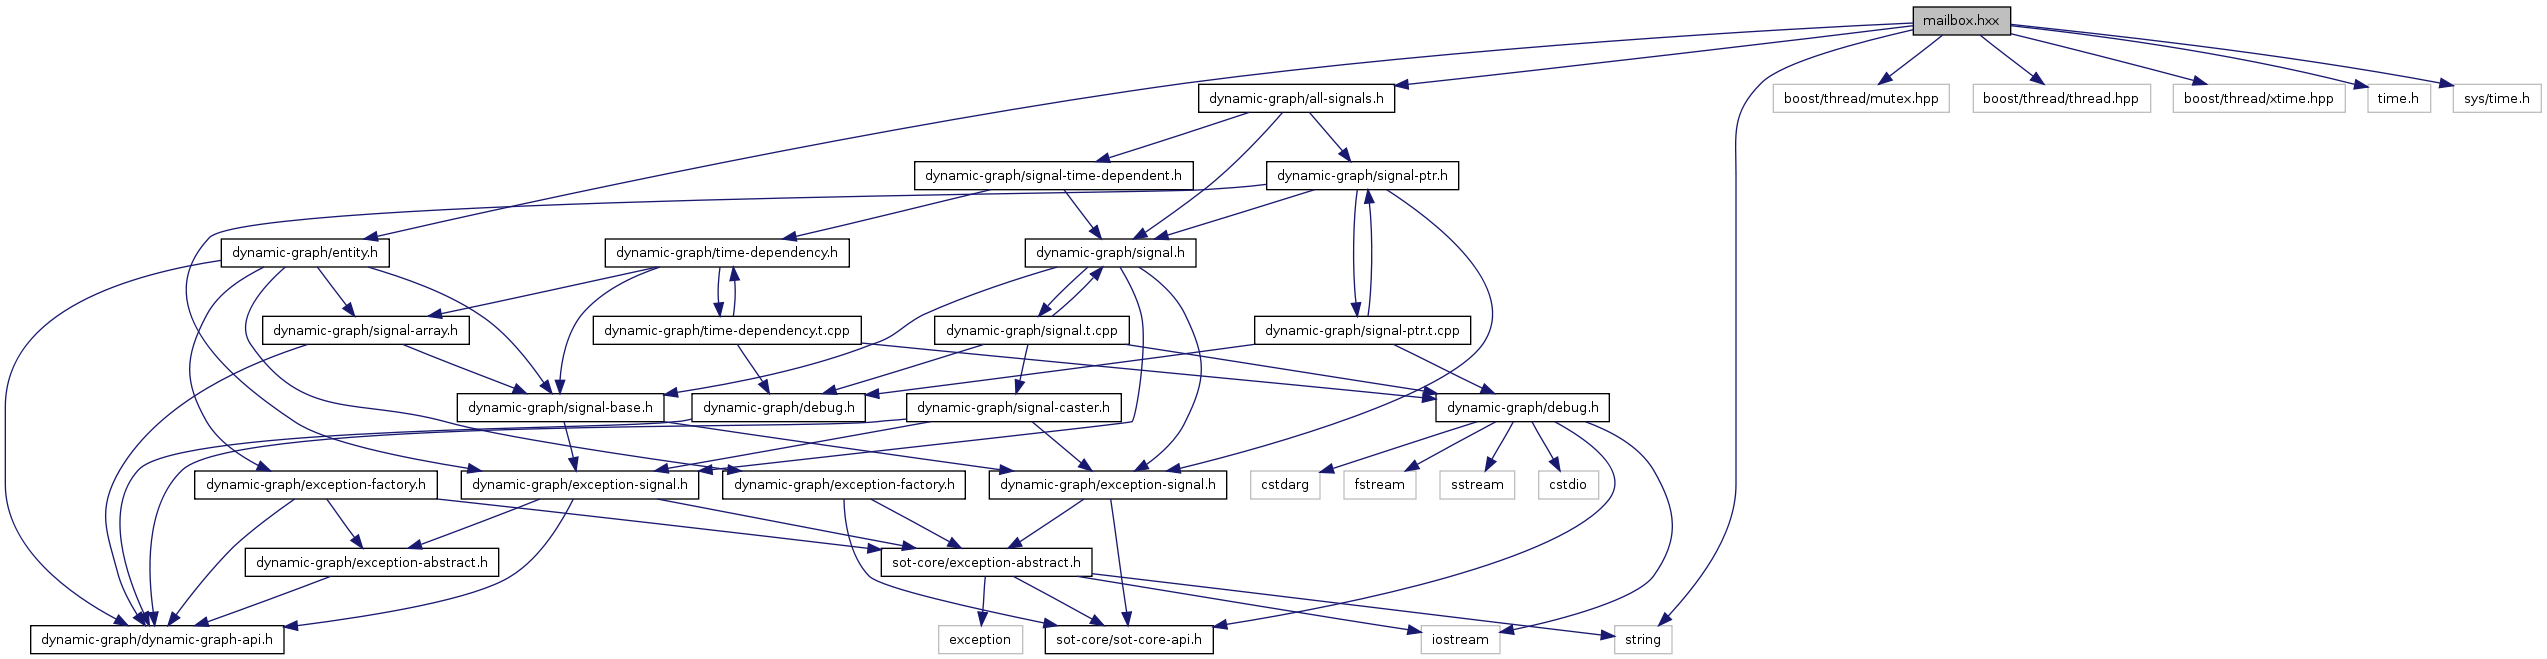 mailbox.hxx
dynamic-graph/all-signals.h
boost/thread/mutex.hpp
boost/thread/thread.hpp
boost/thread/xtime.hpp
time.h
sys/time.h
dynamic-graph/signal-time-dependent.h
dynamic-graph/signal-ptr.h
dynamic-graph/entity.h
dynamic-graph/time-dependency.h
dynamic-graph/signal.h
dynamic-graph/signal-array.h
dynamic-graph/time-dependency.t.cpp
dynamic-graph/signal.t.cpp
dynamic-graph/signal-ptr.t.cpp
dynamic-graph/signal-base.h
dynamic-graph/debug.h
dynamic-graph/signal-caster.h
dynamic-graph/debug.h
dynamic-graph/exception-factory.h
dynamic-graph/exception-signal.h
dynamic-graph/exception-factory.h
dynamic-graph/exception-signal.h
cstdarg
fstream
sstream
cstdio
dynamic-graph/exception-abstract.h
sot-core/exception-abstract.h
dynamic-graph/dynamic-graph-api.h
exception
sot-core/sot-core-api.h
iostream
string